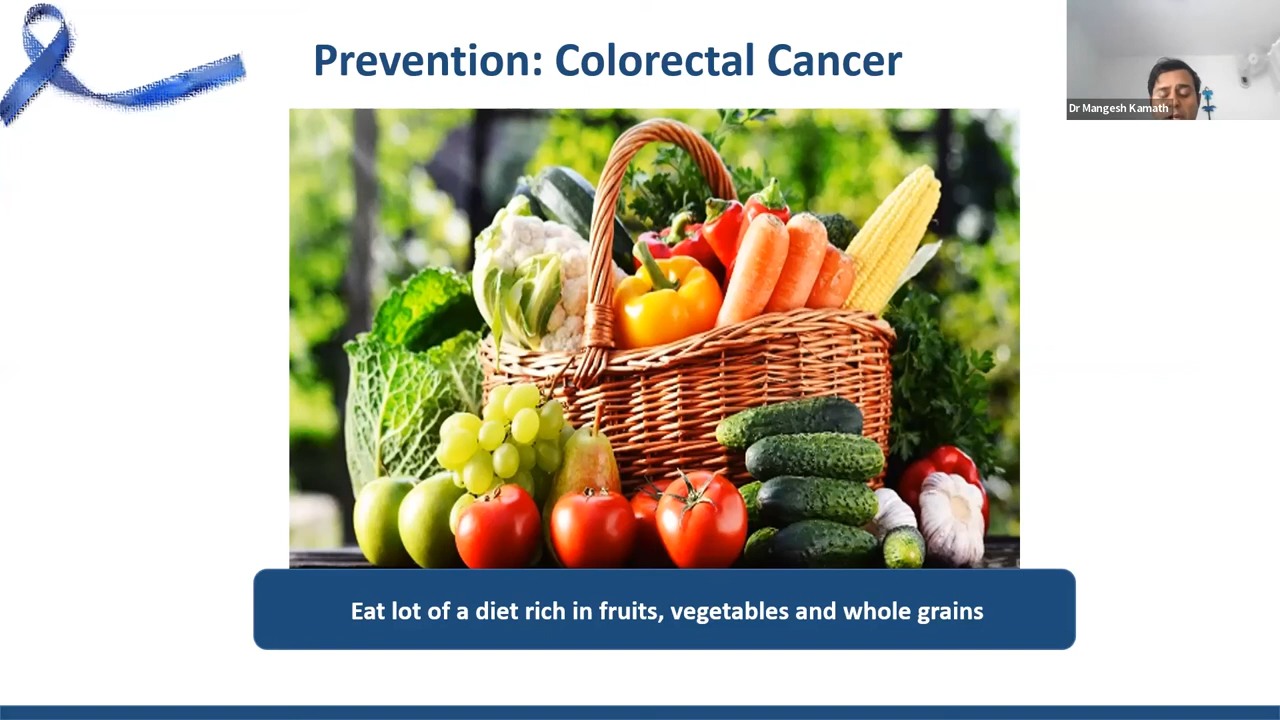 Prevention: Colorectal Cancer
Dr Mangesh Kamath
Eat lot of a diet rich in fruits, vegetables and whole grains